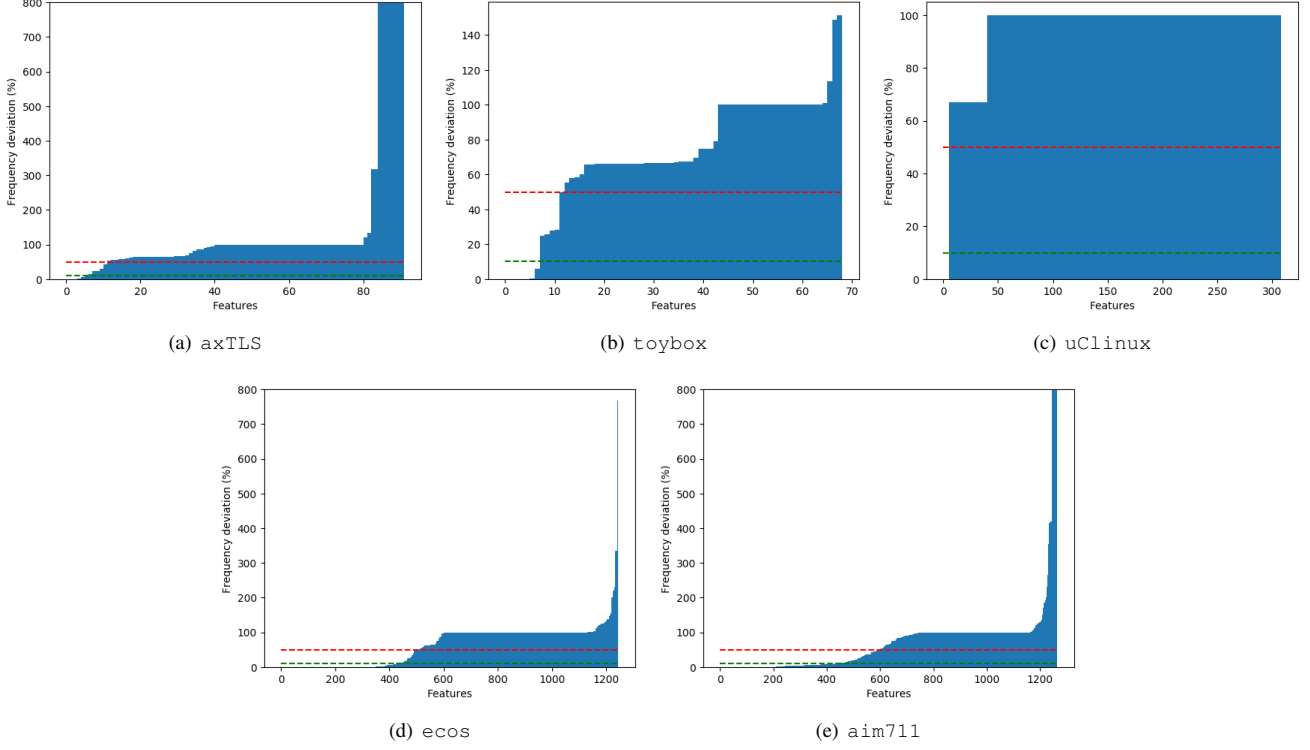 800
700
600
500
400
300
200
100
0
Frequency deviation (%)
0 20 40 60 80
Features
(a) axTLS
140
120
100
80
60
40
20
0
Frequency deviation (%)
0 10 20 30 40 50 60 70
Features
(b) toybox
100
80
60
40
20
0
Frequency deviation (%)
0 50 100 150 200 250 300
Features
(c) uClinux
800
700
600
500
400
300
200
100
0
Frequency deviation (%)
0 200 400 600 800 1000 1200
Features
(d) ecos
800
700
600
500
400
300
200
100
0
Frequency deviation (%)
0 200 400 600 800 1000 1200
Features
(e) aim711